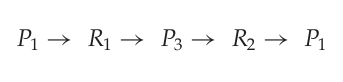 P₁ → R₁ → P₃ → R₂ → P₁